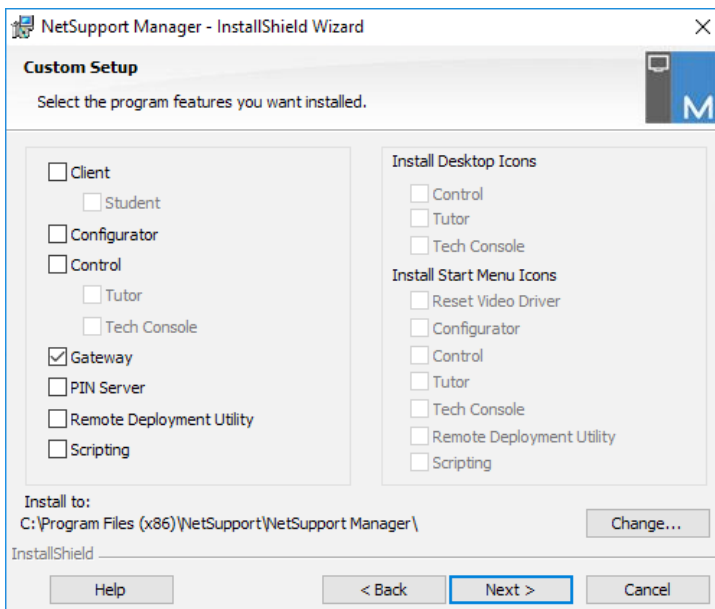 NetSupport Manager - InstallShield Wizard
Custom Setup
Select the program features you want installed.
M
Client
Student
Configurator
Control
Tutor
Tech Console
Gateway
PIN Server
Remote Deployment Utility
Scripting
Install Desktop Icons
Control
Tutor
Tech Console
Install Start Menu Icons
Reset Video Driver
Configurator
Control
Tutor
Tech Console
Remote Deployment Utility
Scripting
Install to:
C:\Program Files (x86)\NetSupport\NetSupport Manager\
Change...
InstallShield
Help
< Back
Next >
Cancel